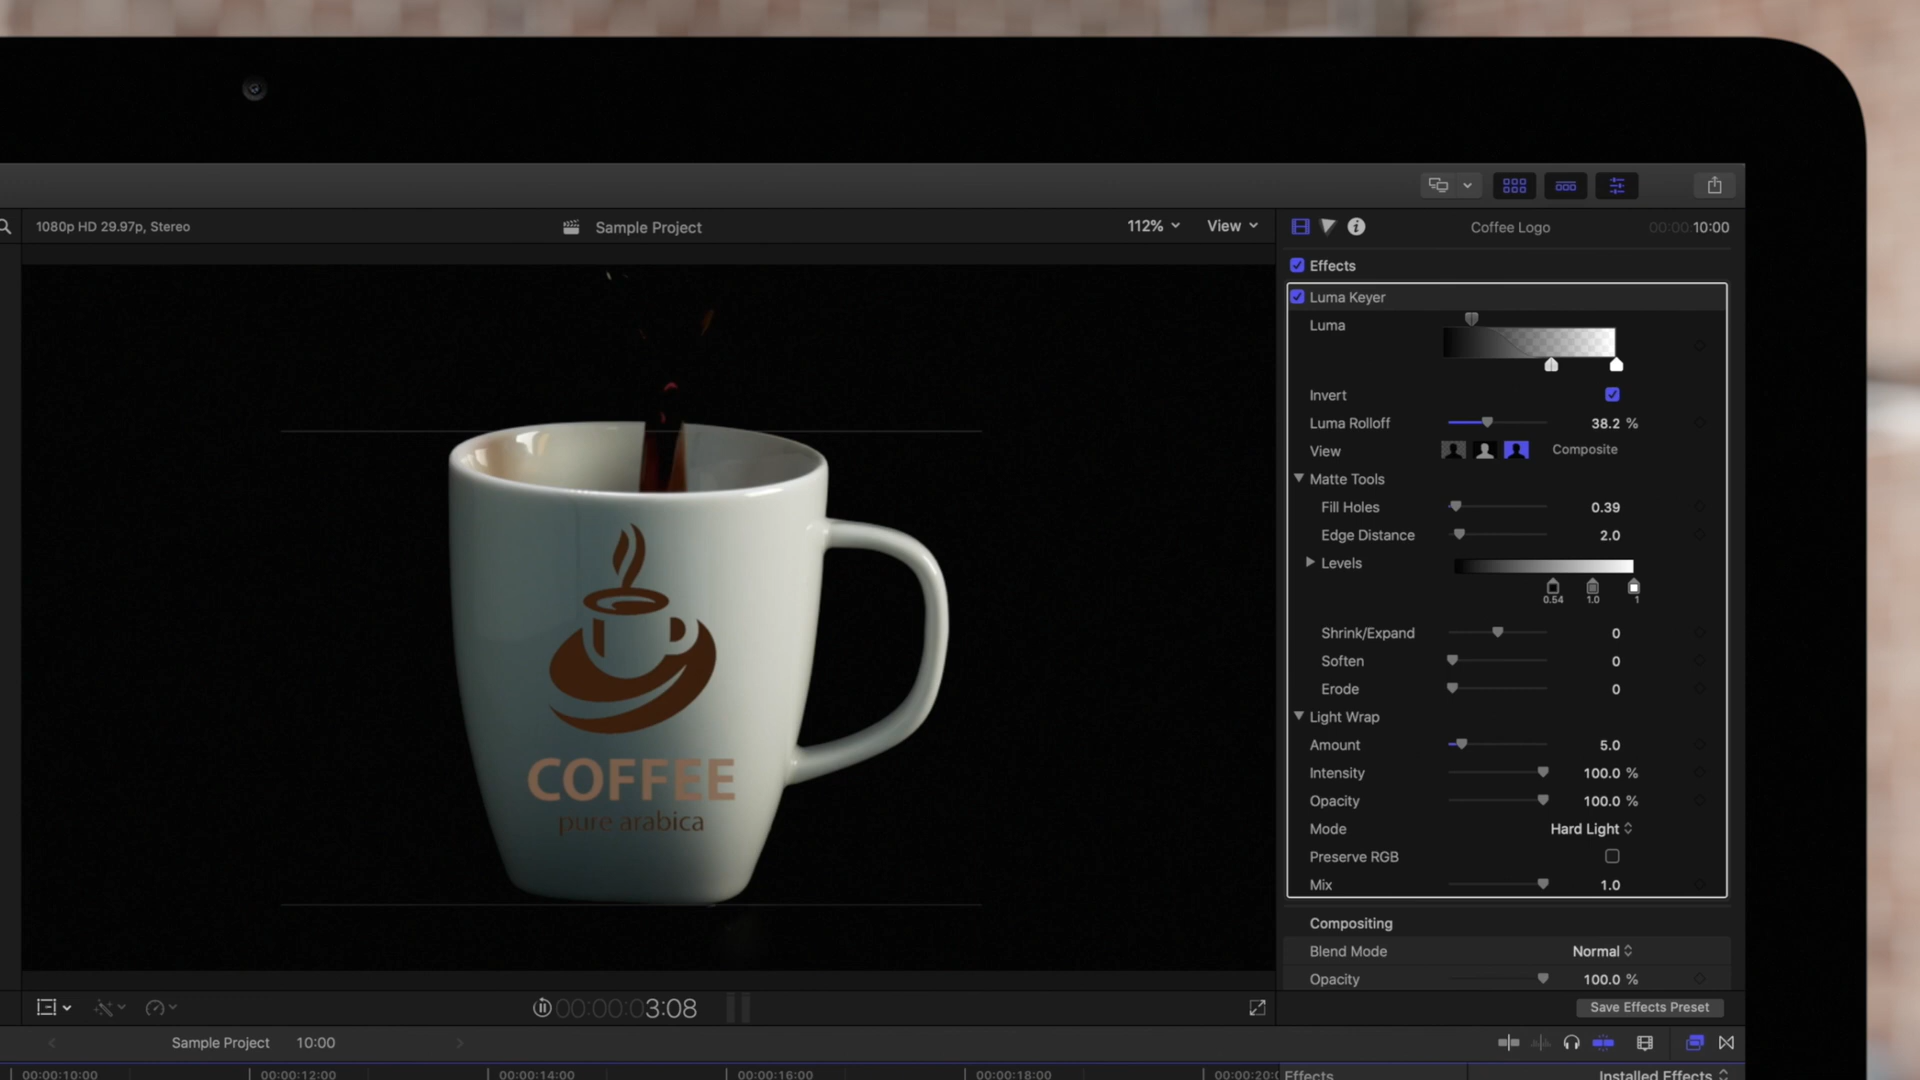 1080p HD 29.97p, Stereo
Sample Project
112%
View
Coffee Logo
00:00:10:00
Effects
Luma Keyer
Luma
Invert
Luma Rolloff 38.2 %
View Composite
Matte Tools
Fill Holes 0.39
Edge Distance 2.0
Levels
0.54 1.0 1
Shrink/Expand 0
Soften 0
Erode 0
Light Wrap
Amount 5.0
Intensity 100.0 %
Opacity 100.0 %
Mode Hard Light
Preserve RGB
Mix 1.0
Compositing
Blend Mode Normal
Opacity 100.0 %
Save Effects Preset
COFFEE
pure arabica
00:00:03:08
Sample Project 10:00
00:00:10:00 00:00:12:00 00:00:14:00 00:00:16:00 00:00:18:00 00:00:20:0
Effects
Installed Effects